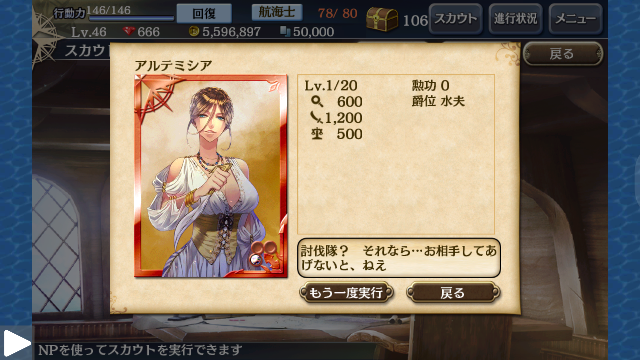 行動力 146/146
回復
航海士
78/ 80
106
スカウト
進行状況
メニュー
Lv.46
666
5,596,897
50,000
スカウ
戻る
アルテミシア
Lv.1/20
勲功 0
600
爵位 水夫
1,200
500
討伐隊？ それなら…お相手してあ
げないと、ねえ
もう一度実行
戻る
NPを使ってスカウトを実行できます